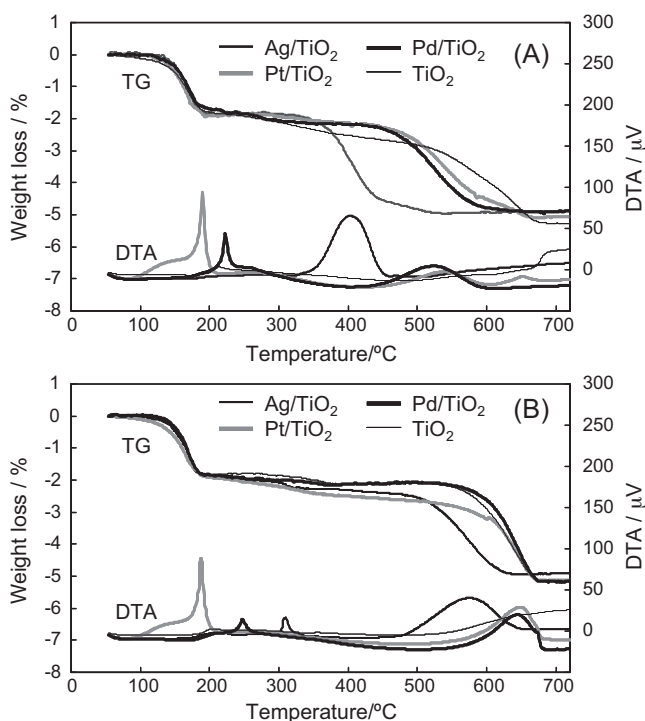 1
0
-1
-2
-3
-4
-5
-6
-7
-8
Weight loss / %
300
250
200
150
100
50
0
DTA / μV
Ag/TiO₂ Pd/TiO₂
Pt/TiO₂ TiO₂
(A)
TG
DTA
0 100 200 300 400 500 600 700
Temperature/ºC
1
0
-1
-2
-3
-4
-5
-6
-7
-8
Weight loss / %
300
250
200
150
100
50
0
DTA / μV
Ag/TiO₂ Pd/TiO₂
Pt/TiO₂ TiO₂
(B)
TG
DTA
0 100 200 300 400 500 600 700
Temperature/ºC